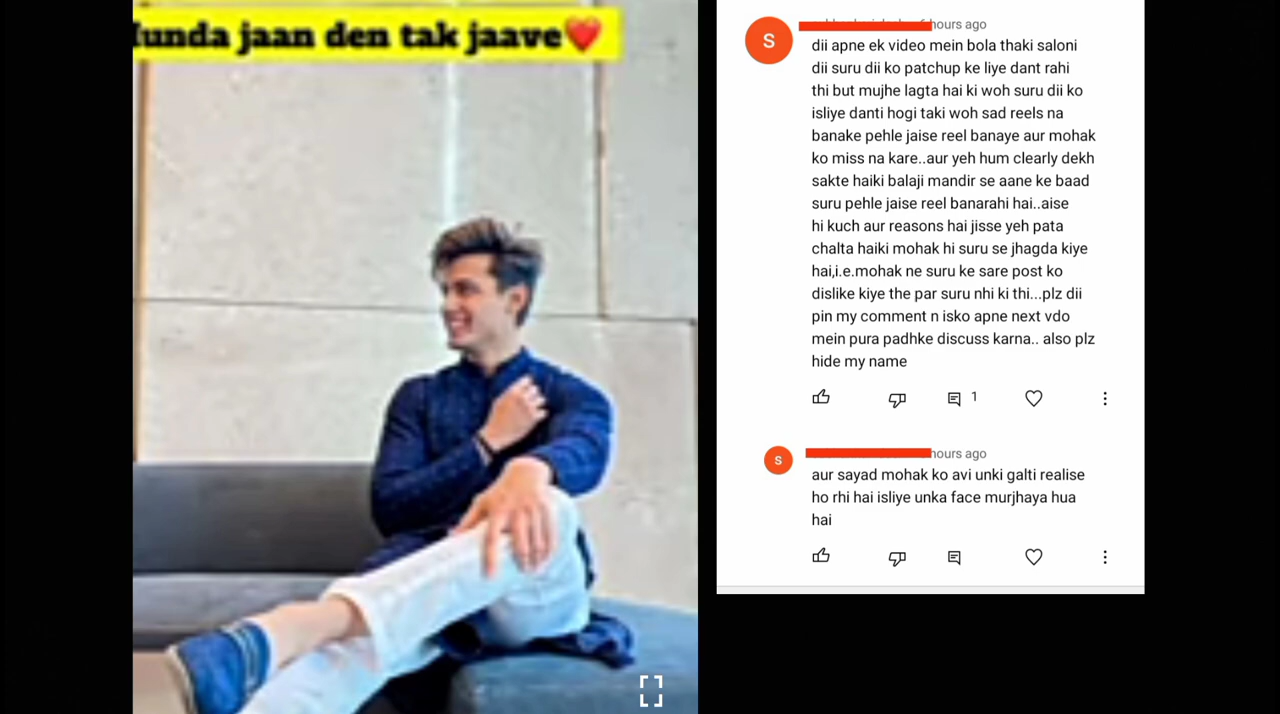 unda jaan den tak jaave❤️
S
hours ago
dii apne ek video mein bola thaki saloni
dii suru dii ko patchup ke liye dant rahi
thi but mujhe lagta hai ki woh suru dii ko
isliye danti hogi taki woh sad reels na
banake pehle jaise reel banaye aur mohak
ko miss na kare..aur yeh hum clearly dekh
sakte haiki balaji mandir se aane ke baad
suru pehle jaise reel banarahi hai..aise
hi kuch aur reasons hai jisse yeh pata
chalta haiki mohak hi suru se jhagda kiye
hai,i.e.mohak ne suru ke sare post ko
dislike kiye the par suru nhi ki thi...plz dii
pin my comment n isko apne next vdo
mein pura padhke discuss karna.. also plz
hide my name
1
S
hours ago
aur sayad mohak ko avi unki galti realise
ho rhi hai isliye unka face murjhaya hua
hai